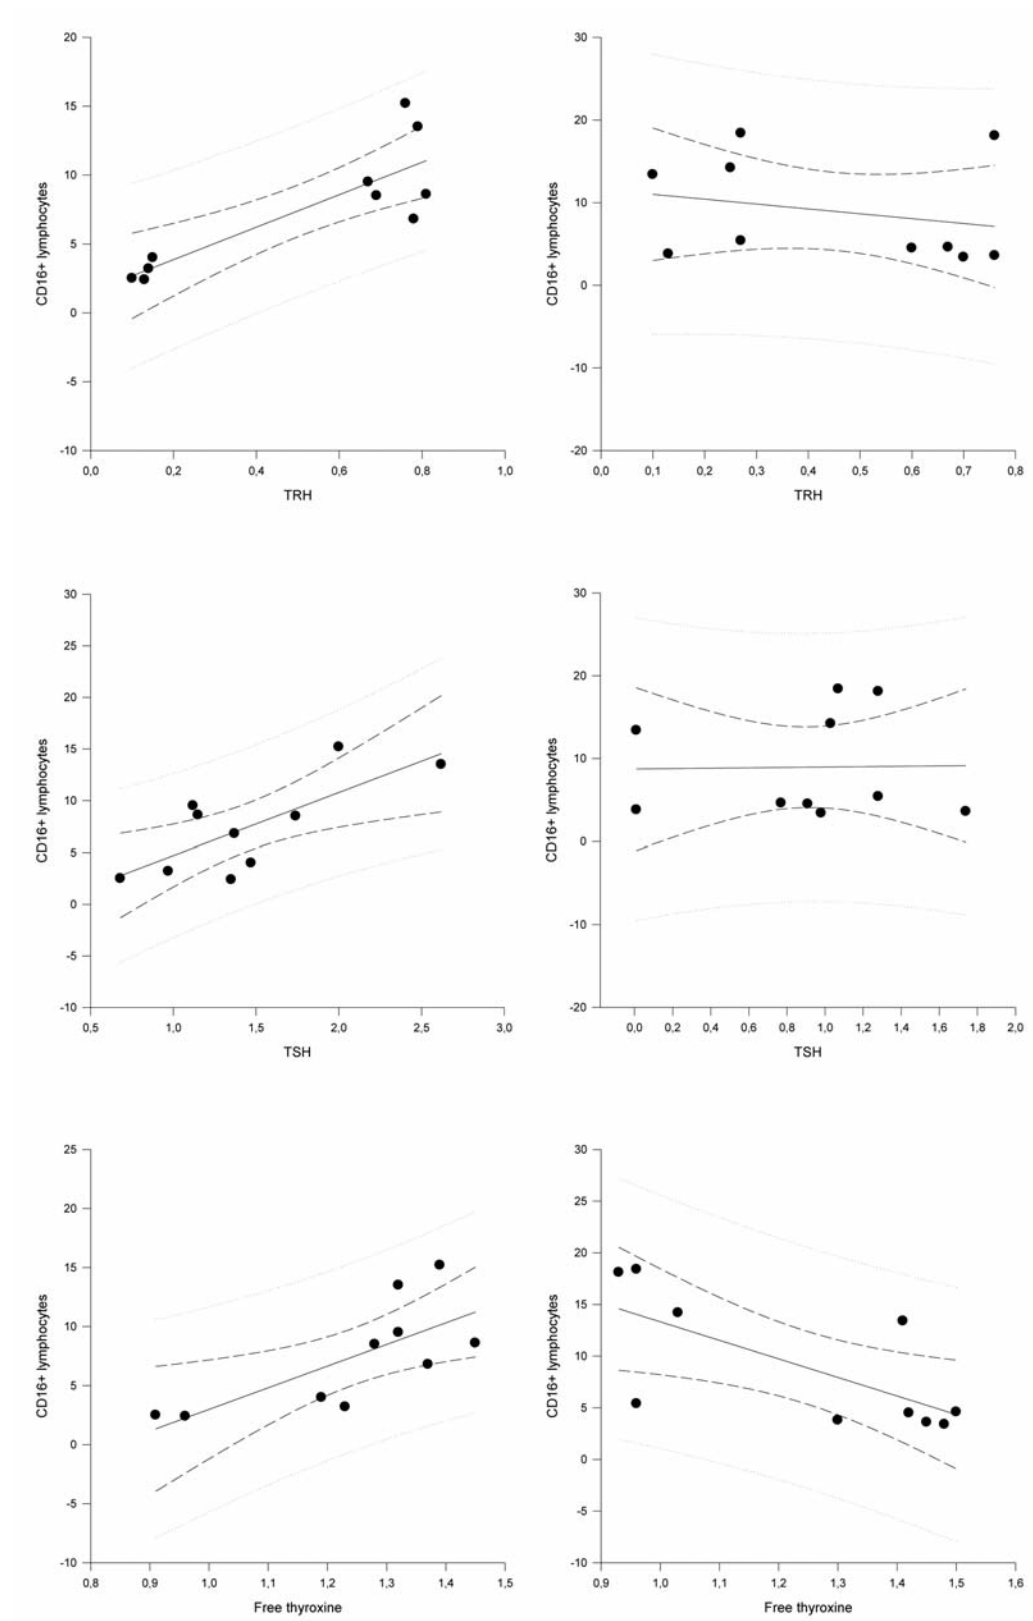 20
15
10
5
0
-5
-10
CD16+ lymphocytes
0,0 0,2 0,4 0,6 0,8 1,0
TRH
30
20
10
0
-10
-20
CD16+ lymphocytes
0,0 0,1 0,2 0,3 0,4 0,5 0,6 0,7 0,8
TRH
30
25
20
15
10
5
0
-5
-10
CD16+ lymphocytes
0,5 1,0 1,5 2,0 2,5 3,0
TSH
30
20
10
0
-10
-20
CD16+ lymphocytes
0,0 0,2 0,4 0,6 0,8 1,0 1,2 1,4 1,6 1,8 2,0
TSH
25
20
15
10
5
0
-5
-10
CD16+ lymphocytes
0,8 0,9 1,0 1,1 1,2 1,3 1,4 1,5
Free thyroxine
30
25
20
15
10
5
0
-5
-10
CD16+ lymphocytes
0,9 1,0 1,1 1,2 1,3 1,4 1,5 1,6
Free thyroxine